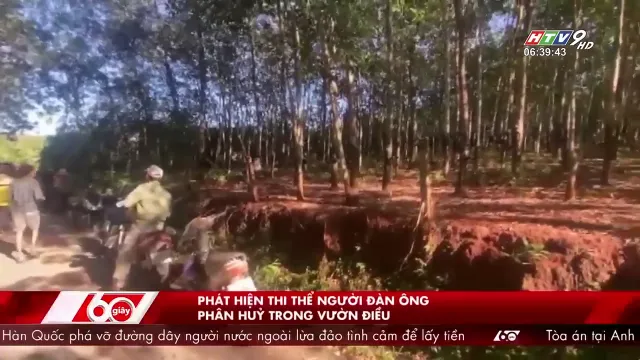 HTV9HD
06:39:43
60 giây
PHÁT HIỆN THI THỂ NGƯỜI ĐÀN ÔNG
PHÂN HUỶ TRONG VƯỜN ĐIỀU
Hàn Quốc phá vỡ đường dây người nước ngoài lừa đảo tình cảm để lấy tiền 60 Tòa án tại Anh